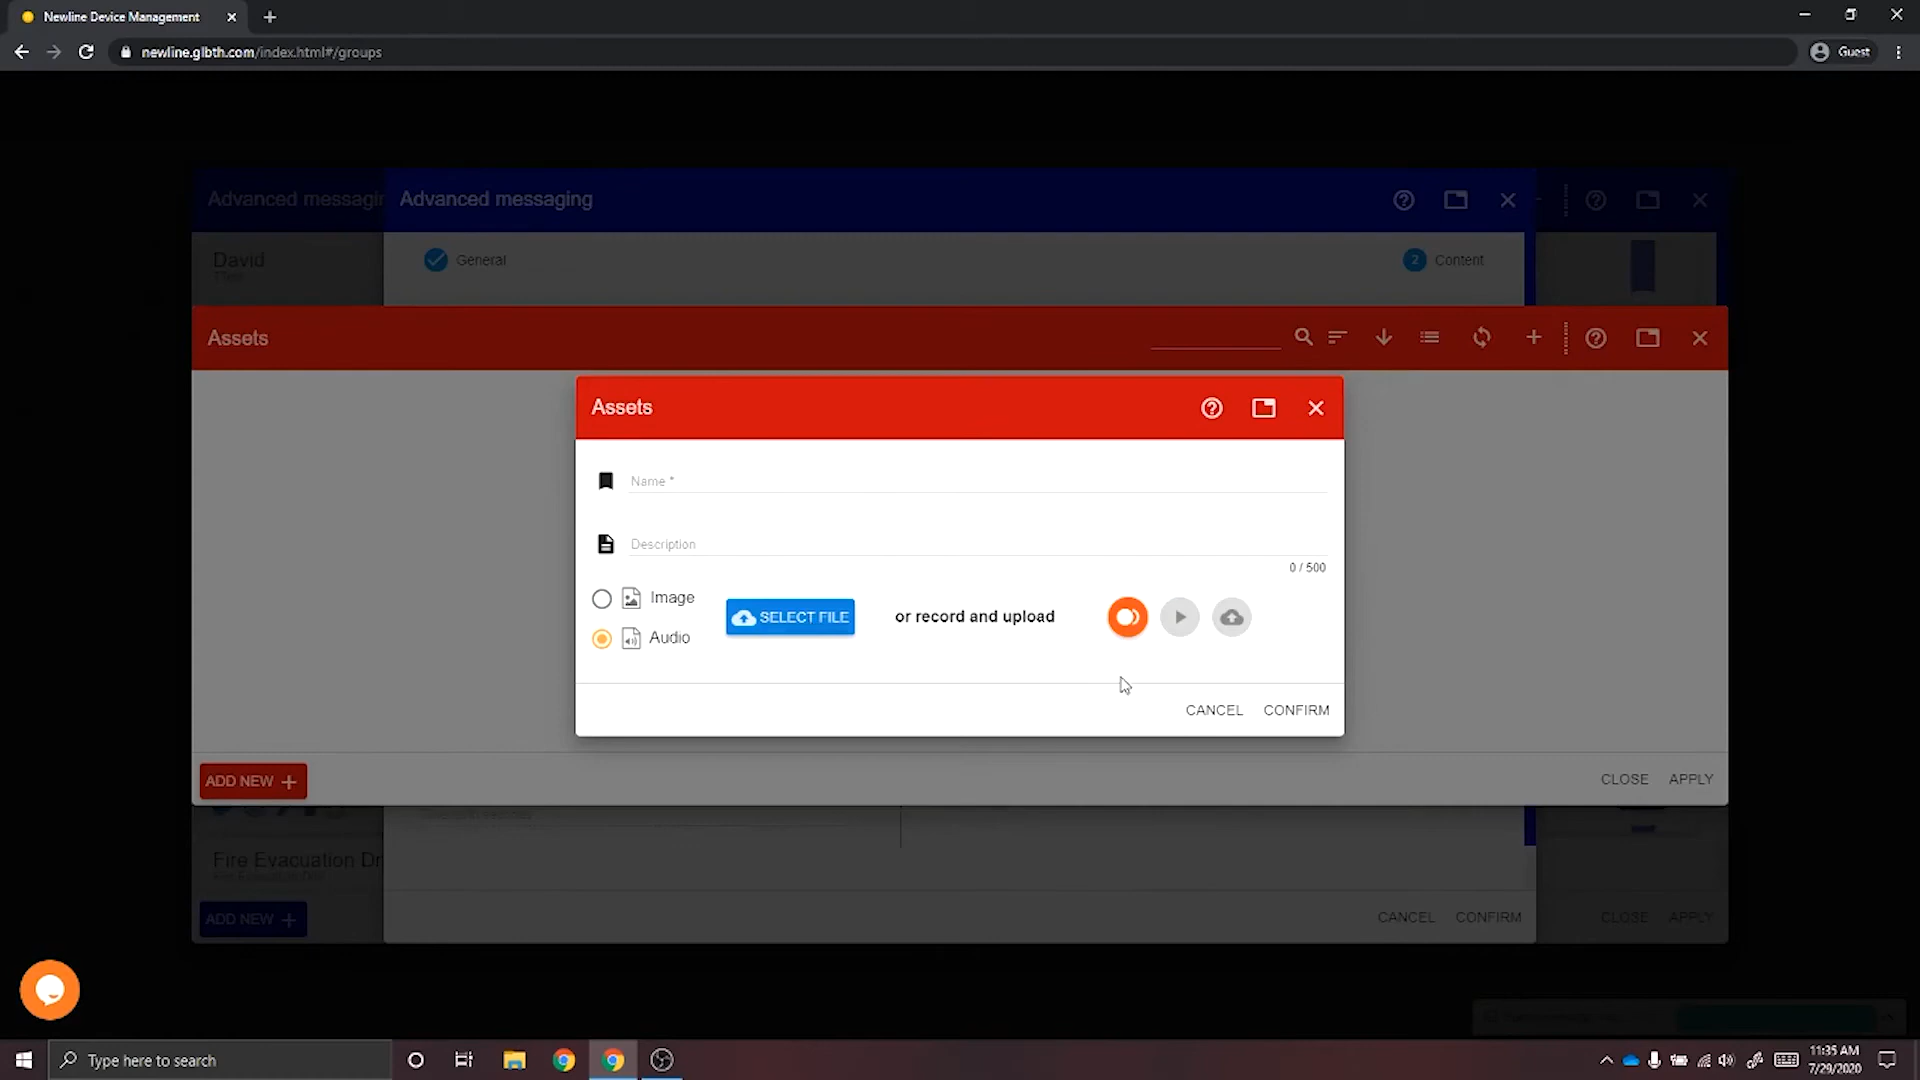 Newline Device Management
newline.glbth.com/index.html#/groups
Guest
Advanced messagin
Advanced messaging
David
General
2
Content
Assets
Assets
Name *
Description
0 / 500
Image
SELECT FILE
or record and upload
Audio
CANCEL
CONFIRM
ADD NEW +
CLOSE
APPLY
Fire Evacuation Dr
ADD NEW +
CANCEL
CONFIRM
CLOSE
APPLY
Type here to search
11:35 AM
7/29/2020